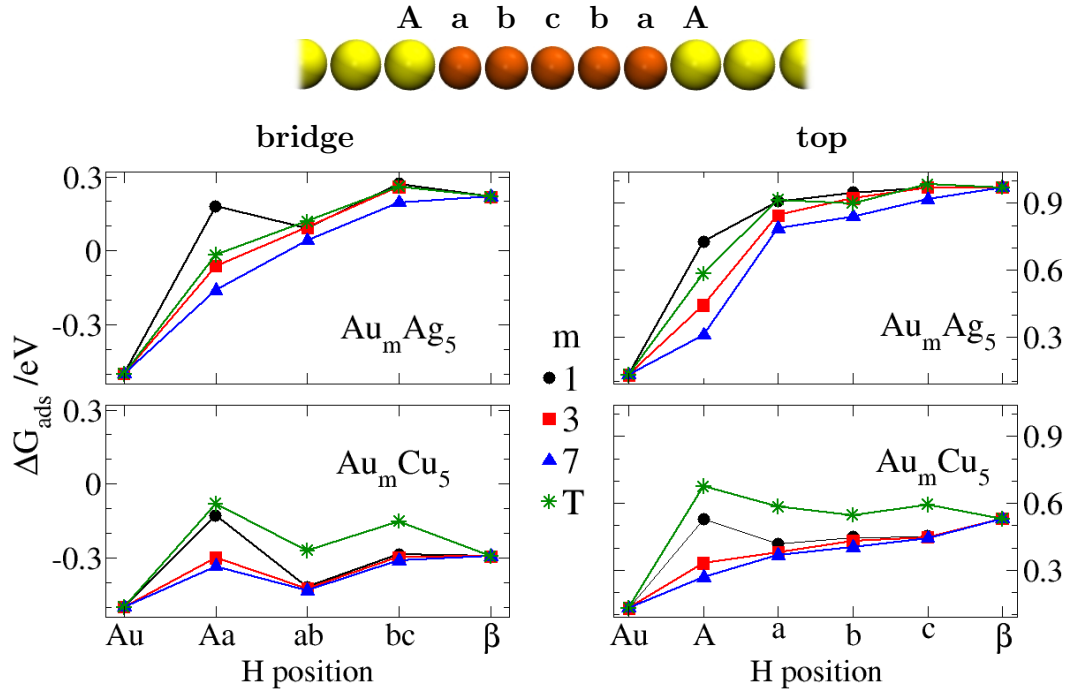 A a b c b a A
bridge
top
0.3
0
-0.3
Au_mAg_5
0.9
0.6
0.3
Au_mAg_5
ΔG_ads /eV
m
1
3
7
T
0.3
0
-0.3
Au_mCu_5
Au Aa ab bc β
H position
0.9
0.6
0.3
Au_mCu_5
Au A a b c β
H position